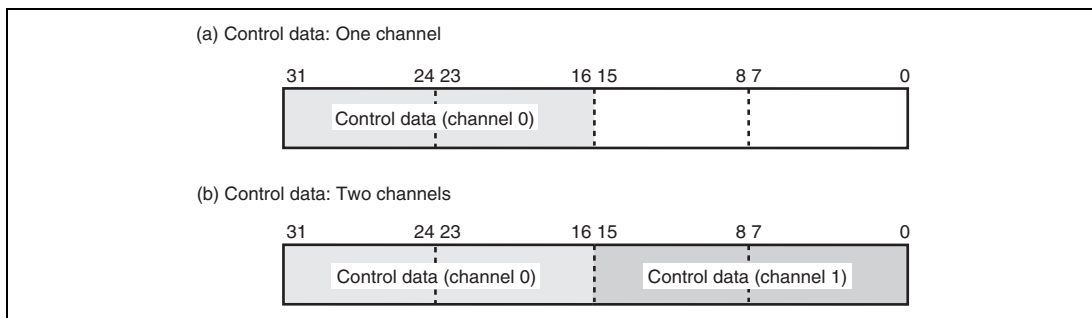 (a) Control data: One channel
31 24 23 16 15 8 7 0
Control data (channel 0)
(b) Control data: Two channels
31 24 23 16 15 8 7 0
Control data (channel 0) Control data (channel 1)